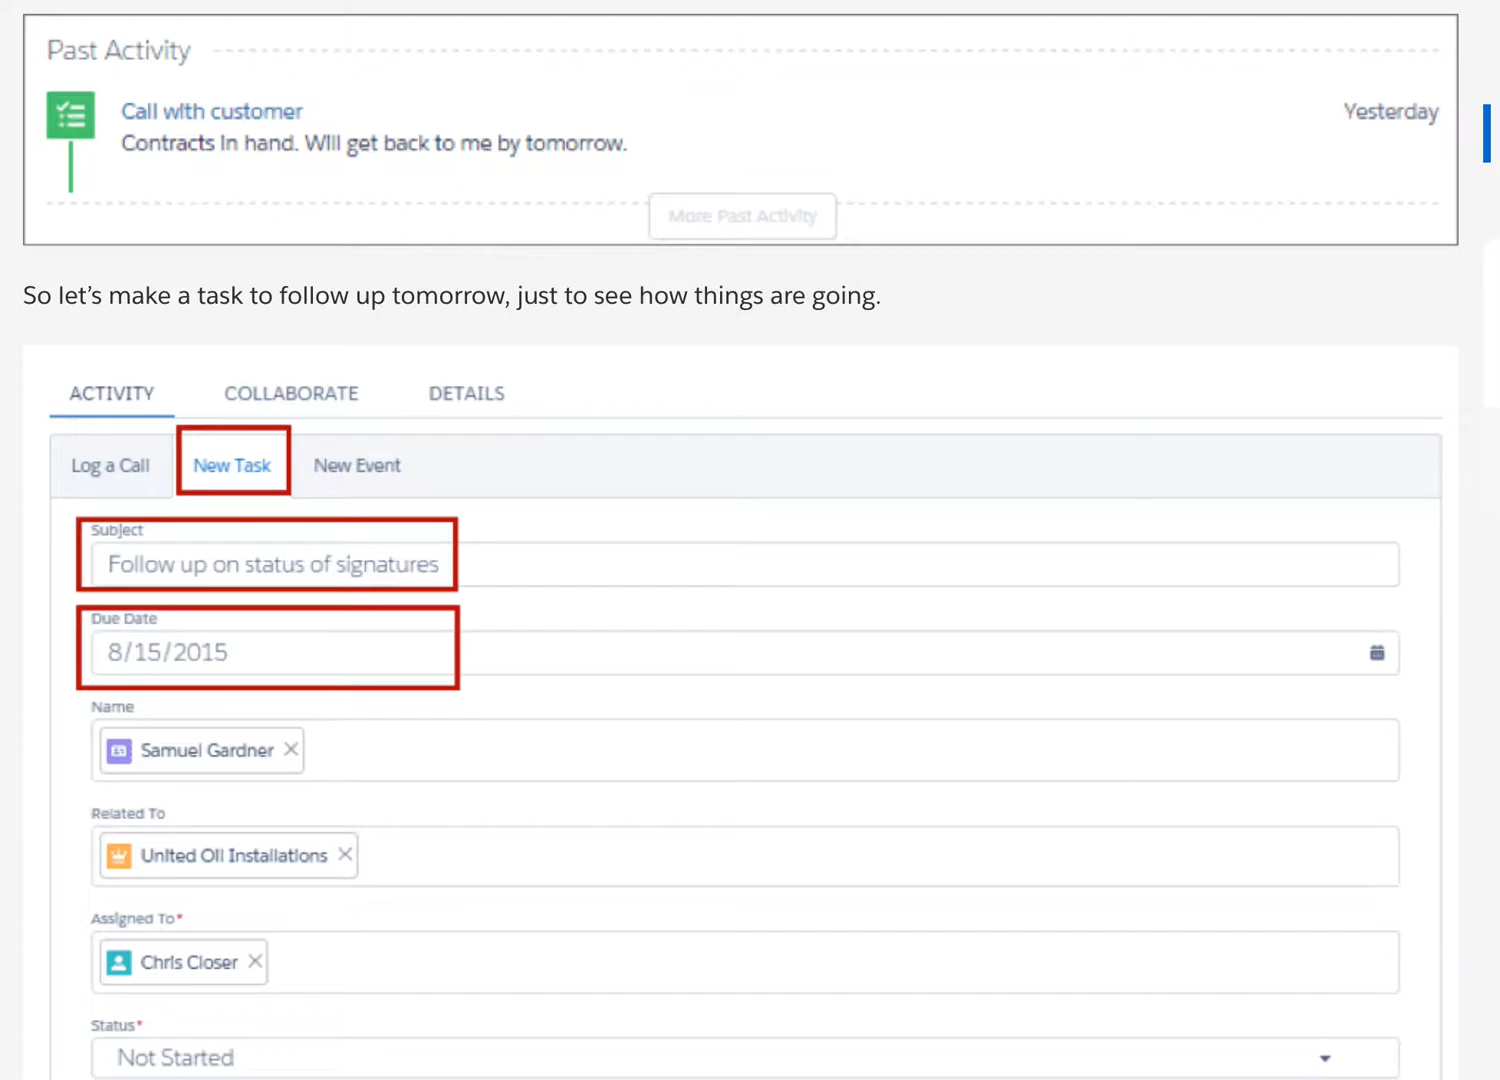 Past Activity
Call with customer
Yesterday
Contracts in hand. Will get back to me by tomorrow.
More Past Activity
So let’s make a task to follow up tomorrow, just to see how things are going.
ACTIVITY COLLABORATE DETAILS
Log a Call New Task New Event
Subject
Follow up on status of signatures
Due Date
8/15/2015
Name
Samuel Gardner
Related To
United Oil Installations
Assigned To*
Chris Closer
Status*
Not Started